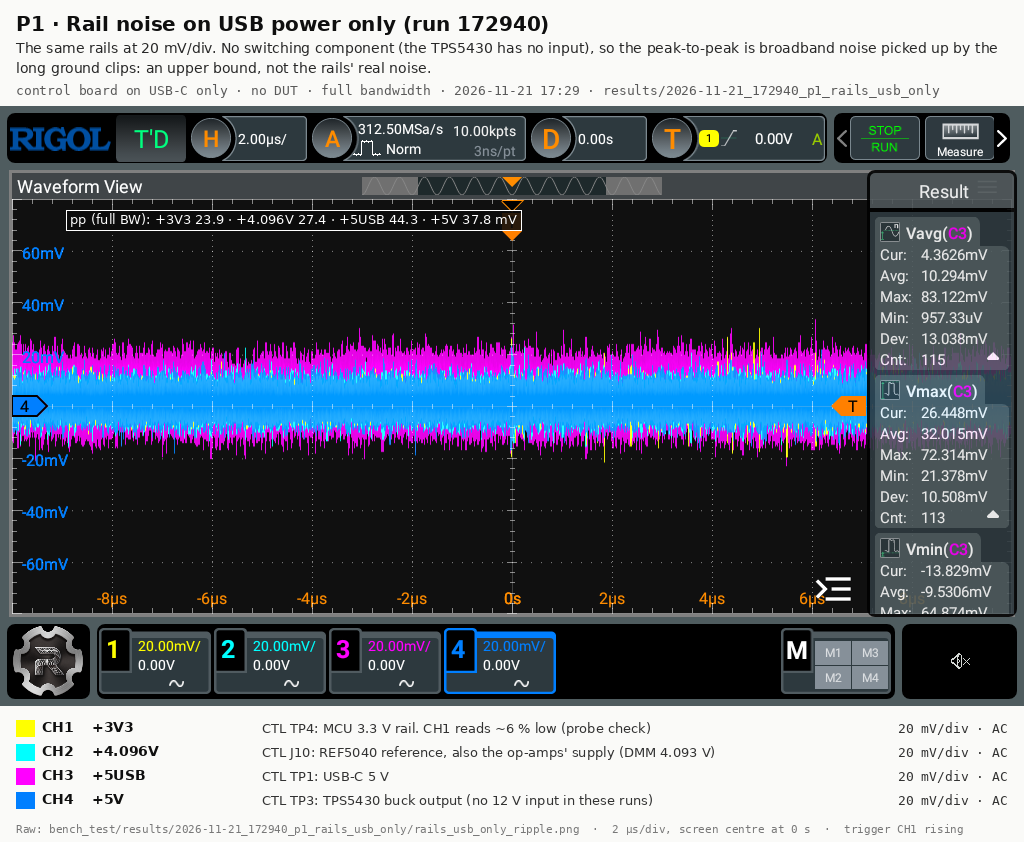 P1 · Rail noise on USB power only (run 172940)
The same rails at 20 mV/div. No switching component (the TPS5430 has no input), so the peak-to-peak is broadband noise picked up by the
long ground clips: an upper bound, not the rails' real noise.
control board on USB-C only · no DUT · full bandwidth · 2026-11-21 17:29 · results/2026-11-21_172940_p1_rails_usb_only
RIGOL T'D H 2.00μs/ A 312.50MSa/s 10.00kpts Norm 3ns/pt D 0.00s T 1 0.00V A STOP RUN Measure
Waveform View
Result
pp (full BW): +3V3 23.9 · +4.096V 27.4 · +5USB 44.3 · +5V 37.8 mV
60mV
40mV
20mV
4
T
-20mV
-40mV
-60mV
-8μs -6μs -4μs -2μs 0s 2μs 4μs 6μs
Vavg(C3)
Cur: 4.3626mV
Avg: 10.294mV
Max: 83.122mV
Min: 957.33uV
Dev: 13.038mV
Cnt: 115
Vmax(C3)
Cur: 26.448mV
Avg: 32.015mV
Max: 72.314mV
Min: 21.378mV
Dev: 10.508mV
Cnt: 113
Vmin(C3)
Cur: -13.829mV
Avg: -9.5306mV
Max: 64.874mV
1 20.00mV/ 0.00V
2 20.00mV/ 0.00V
3 20.00mV/ 0.00V
4 20.00mV/ 0.00V
M M1 M3 M2 M4
CH1 +3V3 CTL TP4: MCU 3.3 V rail. CH1 reads ~6 % low (probe check) 20 mV/div · AC
CH2 +4.096V CTL J10: REF5040 reference, also the op-amps' supply (DMM 4.093 V) 20 mV/div · AC
CH3 +5USB CTL TP1: USB-C 5 V 20 mV/div · AC
CH4 +5V CTL TP3: TPS5430 buck output (no 12 V input in these runs) 20 mV/div · AC
Raw: bench_test/results/2026-11-21_172940_p1_rails_usb_only/rails_usb_only_ripple.png · 2 μs/div, screen centre at 0 s · trigger CH1 rising